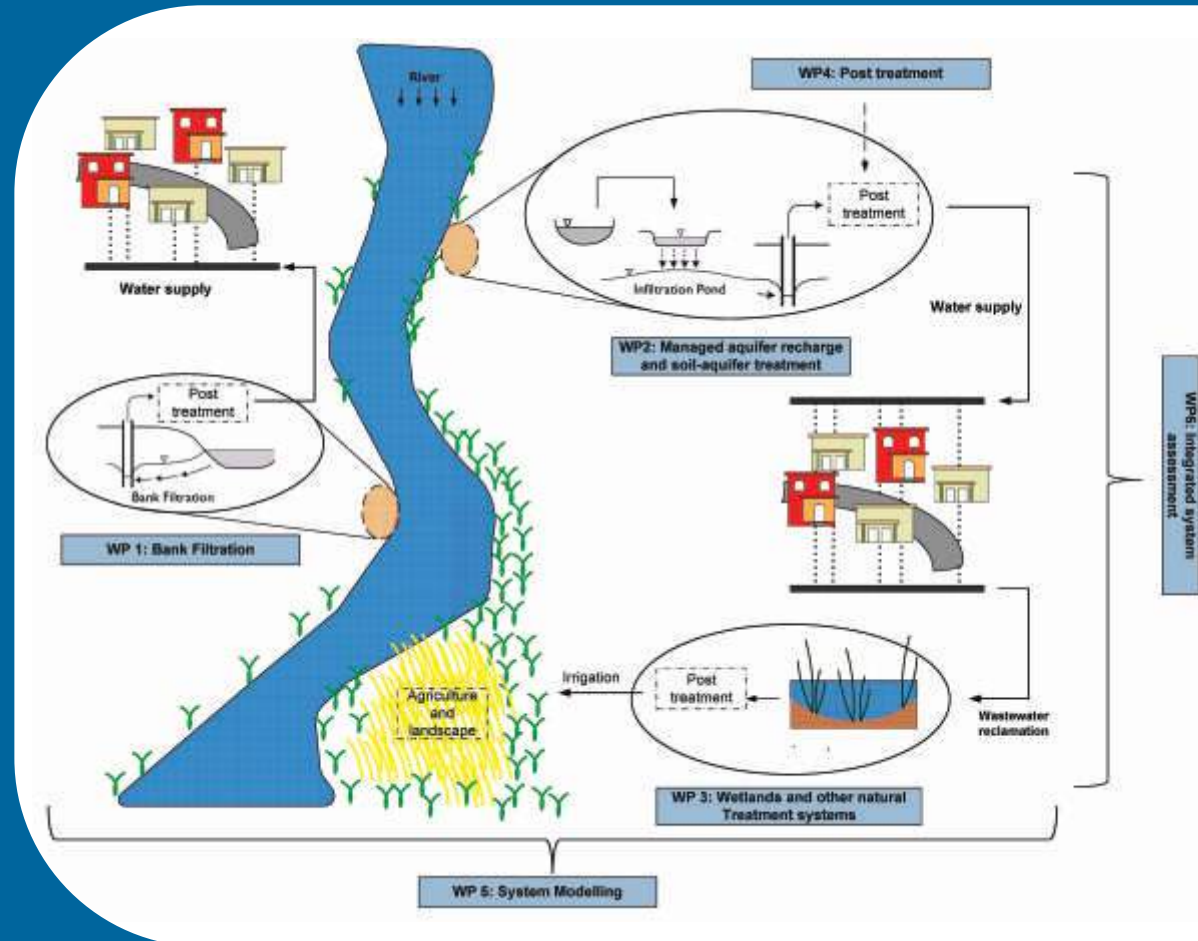 River
WP4: Post treatment
Post
treatment
Infiltration Pond
Water supply
WP2: Managed aquifer recharge
and soil-aquifer treatment
Water supply
Post
treatment
Bank Filtration
WP 1: Bank Filtration
WP6: Integrated system
assessment
Irrigation
Post
treatment
Agriculture
and
landscape
Wastewater
reclamation
WP 3: Wetlands and other natural
Treatment systems
WP 5: System Modelling